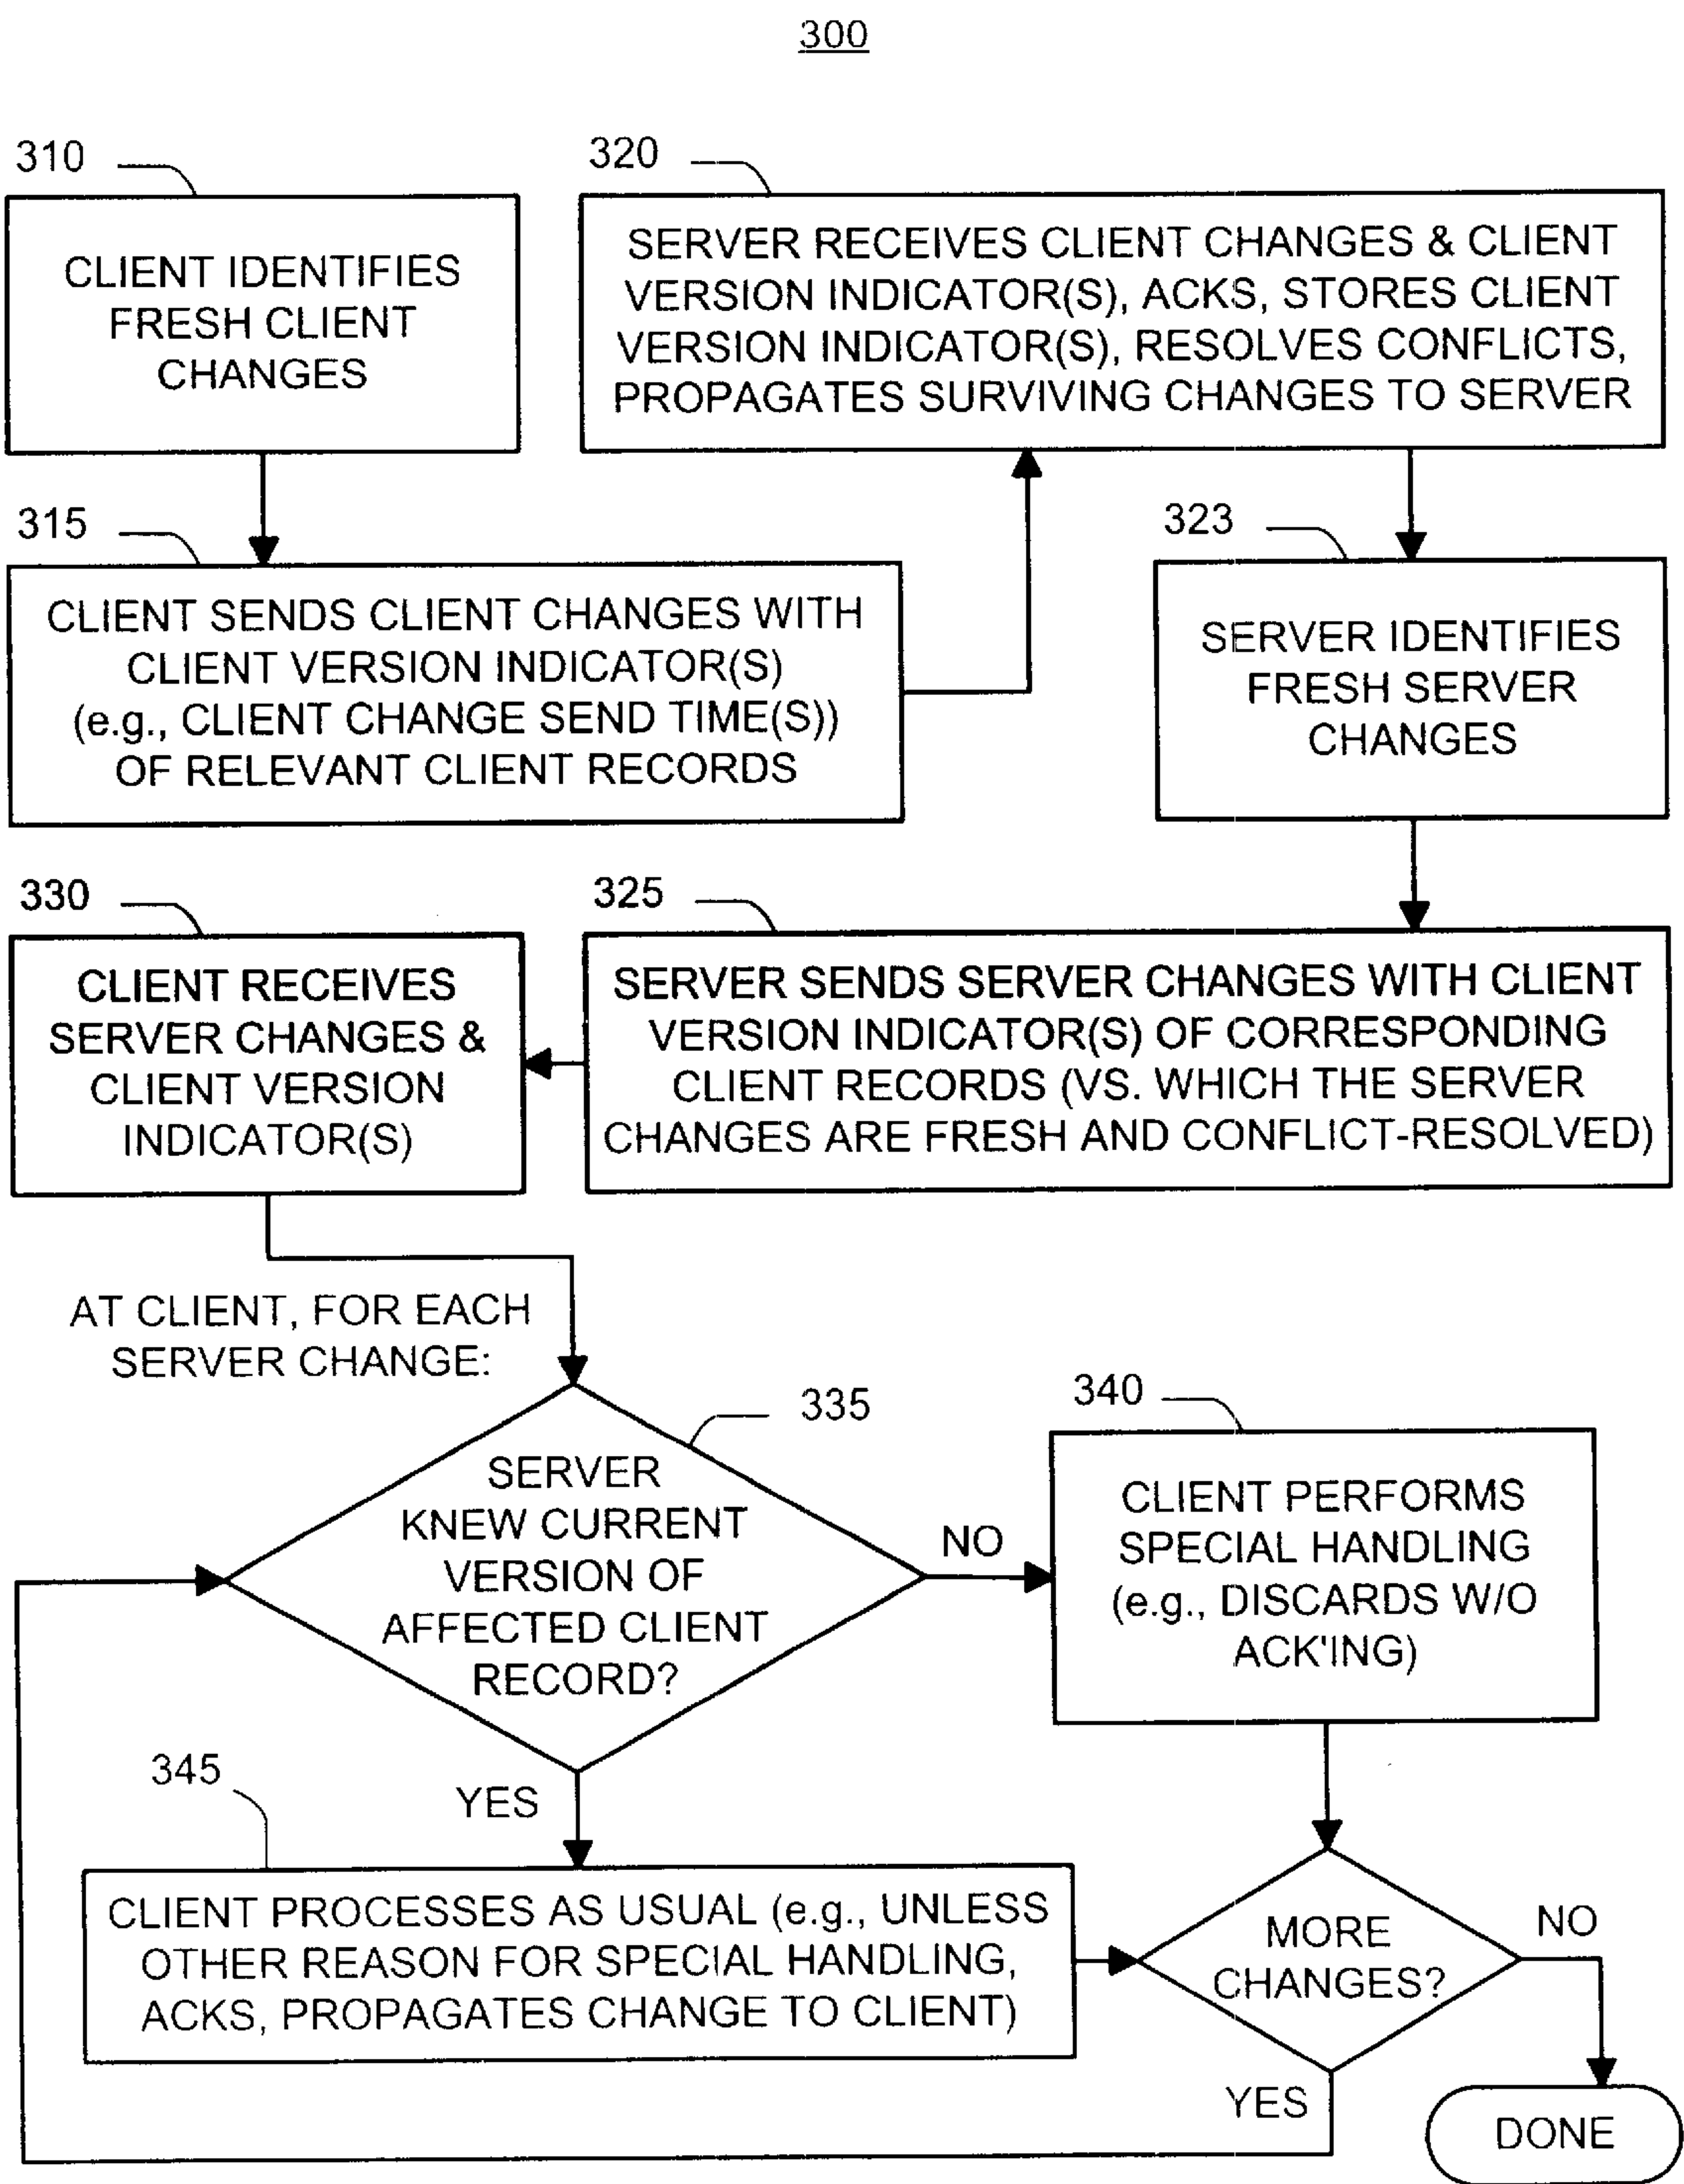 300
310
CLIENT IDENTIFIES
FRESH CLIENT
CHANGES
320
SERVER RECEIVES CLIENT CHANGES & CLIENT
VERSION INDICATOR(S), ACKS, STORES CLIENT
VERSION INDICATOR(S), RESOLVES CONFLICTS,
PROPAGATES SURVIVING CHANGES TO SERVER
315
CLIENT SENDS CLIENT CHANGES WITH
CLIENT VERSION INDICATOR(S)
(e.g., CLIENT CHANGE SEND TIME(S))
OF RELEVANT CLIENT RECORDS
323
SERVER IDENTIFIES
FRESH SERVER
CHANGES
330
CLIENT RECEIVES
SERVER CHANGES &
CLIENT VERSION
INDICATOR(S)
325
SERVER SENDS SERVER CHANGES WITH CLIENT
VERSION INDICATOR(S) OF CORRESPONDING
CLIENT RECORDS (VS. WHICH THE SERVER
CHANGES ARE FRESH AND CONFLICT-RESOLVED)
AT CLIENT, FOR EACH
SERVER CHANGE:
335
SERVER
KNEW CURRENT
VERSION OF
AFFECTED CLIENT
RECORD?
NO
340
CLIENT PERFORMS
SPECIAL HANDLING
(e.g., DISCARDS W/O
ACK'ING)
YES
345
CLIENT PROCESSES AS USUAL (e.g., UNLESS
OTHER REASON FOR SPECIAL HANDLING,
ACKS, PROPAGATES CHANGE TO CLIENT)
MORE
CHANGES?
NO
YES
DONE